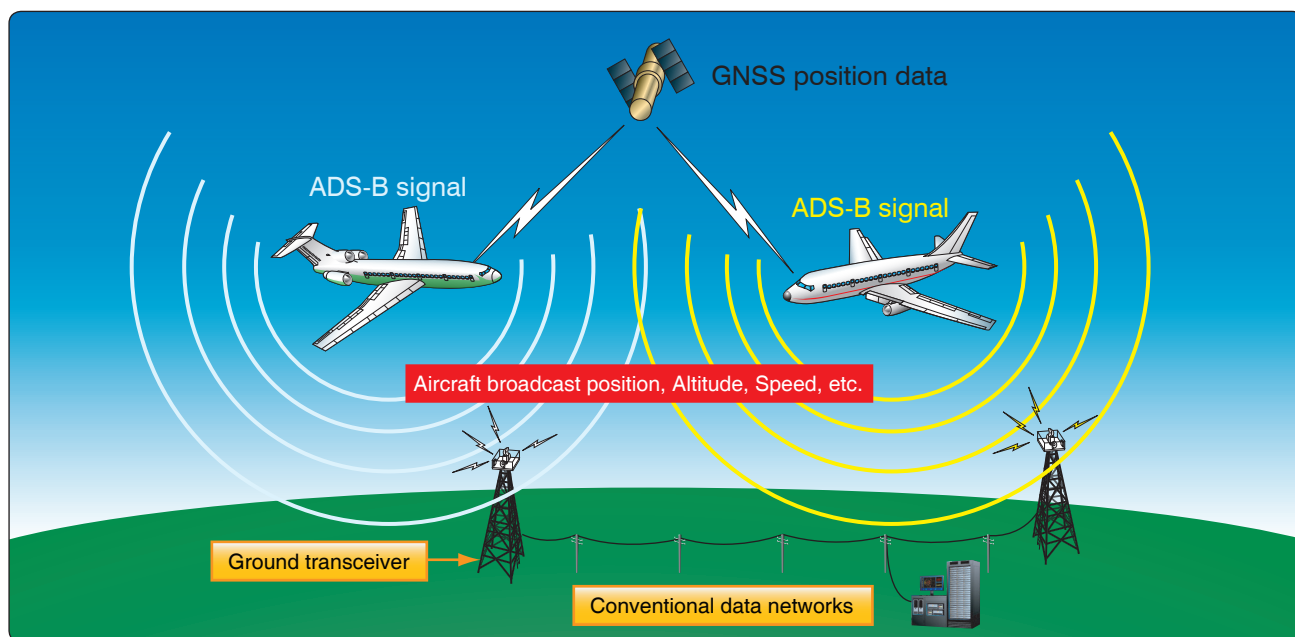 GNSS position data
ADS-B signal
ADS-B signal
Aircraft broadcast position, Altitude, Speed, etc.
Ground transceiver
Conventional data networks